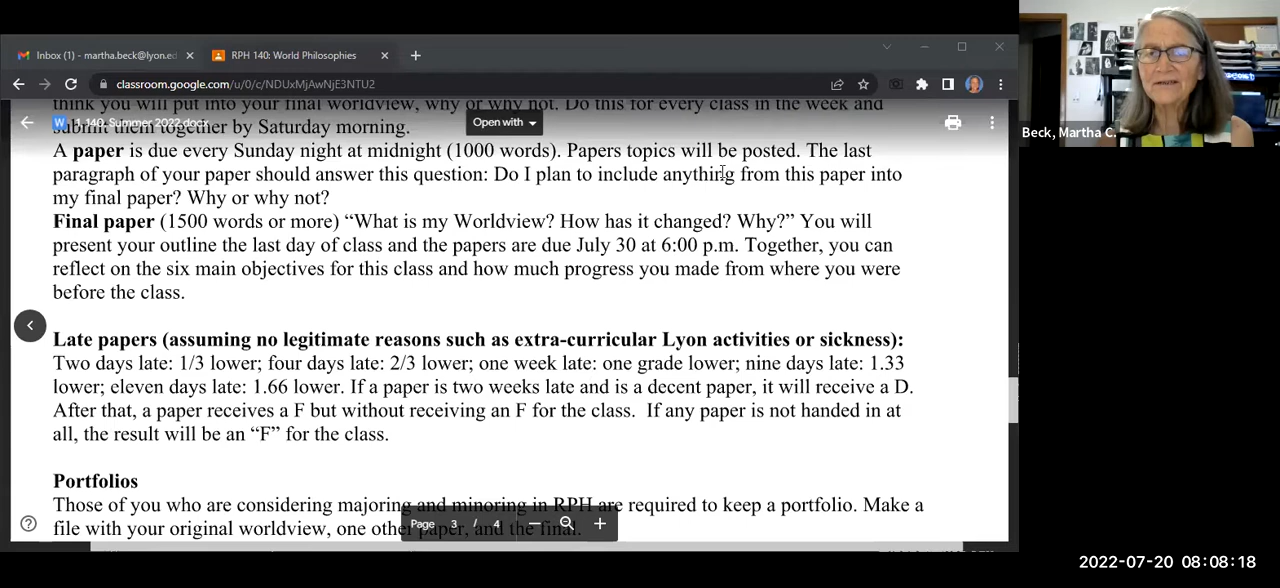 Inbox (1) - martha.beck@lyon.ed
RPH 140: World Philosophies
classroom.google.com/u/0/c/NDUxMjAwNjE3NTU2
think you will put into your final worldview, why or why not. Do this for every class in the week and
W 1. 140. Summer 2022.docx
Open with
submit them together by Saturday morning.
Beck, Martha C.
A paper is due every Sunday night at midnight (1000 words). Papers topics will be posted. The last
paragraph of your paper should answer this question: Do I plan to include anything from this paper into
my final paper? Why or why not?
Final paper (1500 words or more) “What is my Worldview? How has it changed? Why?” You will
present your outline the last day of class and the papers are due July 30 at 6:00 p.m. Together, you can
reflect on the six main objectives for this class and how much progress you made from where you were
before the class.
Late papers (assuming no legitimate reasons such as extra-curricular Lyon activities or sickness):
Two days late: 1/3 lower; four days late: 2/3 lower; one week late: one grade lower; nine days late: 1.33
lower; eleven days late: 1.66 lower. If a paper is two weeks late and is a decent paper, it will receive a D.
After that, a paper receives a F but without receiving an F for the class.  If any paper is not handed in at
all, the result will be an “F” for the class.
Portfolios
Those of you who are considering majoring and minoring in RPH are required to keep a portfolio. Make a
file with your original worldview, one other paper, and the final.
Page 3 / 4
2022-07-20 08:08:18